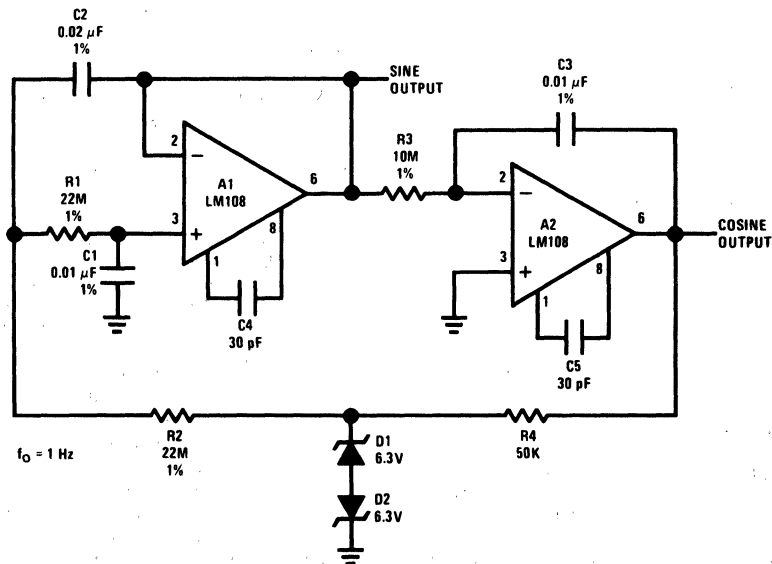 C2
0.02 μF
1%
SINE
OUTPUT
C3
0.01 μF
1%
2
−
R1
22M
1%
A1
LM108
6
R3
10M
1%
2
−
3
+
8
A2
LM108
6
COSINE
OUTPUT
C1
0.01 μF
1%
1
3
+
8
C4
30 pF
1
C5
30 pF
R2
22M
1%
D1
6.3V
R4
50K
fO = 1 Hz
D2
6.3V